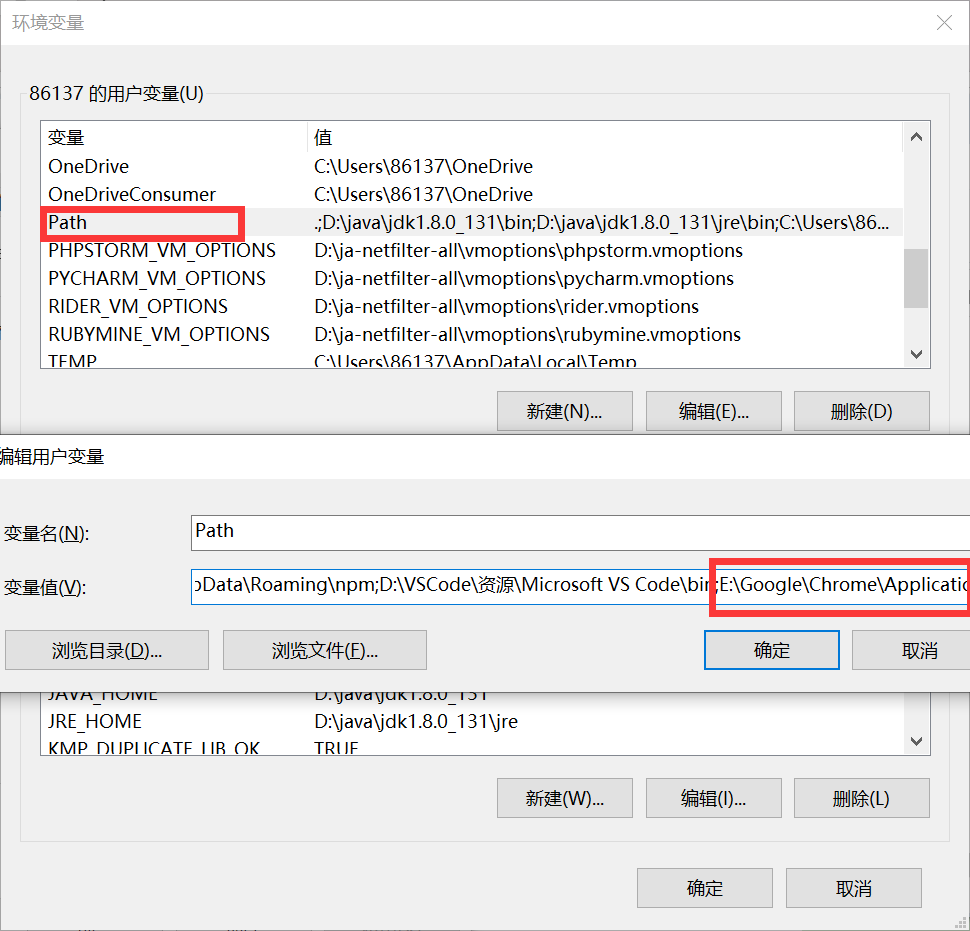 环境变量
86137 的用户变量(U)
变量 值
OneDrive C:\Users\86137\OneDrive
OneDriveConsumer C:\Users\86137\OneDrive
Path .;D:\java\jdk1.8.0_131\bin;D:\java\jdk1.8.0_131\jre\bin;C:\Users\86...
PHPSTORM_VM_OPTIONS D:\ja-netfilter-all\vmoptions\phpstorm.vmoptions
PYCHARM_VM_OPTIONS D:\ja-netfilter-all\vmoptions\pycharm.vmoptions
RIDER_VM_OPTIONS D:\ja-netfilter-all\vmoptions\rider.vmoptions
RUBYMINE_VM_OPTIONS D:\ja-netfilter-all\vmoptions\rubymine.vmoptions
TEMP C:\Users\86137\AppData\Local\Temp
新建(N)... 编辑(E)... 删除(D)
编辑用户变量
变量名(N): Path
变量值(V): pData\Roaming\npm;D:\VSCode\资源\Microsoft VS Code\bin;E:\Google\Chrome\Applicatio
浏览目录(D)... 浏览文件(F)... 确定 取消
JAVA_HOME D:\java\jdk1.8.0_131
JRE_HOME D:\java\jdk1.8.0_131\jre
KMP_DUPLICATE_LIB_OK TRUE
新建(W)... 编辑(I)... 删除(L)
确定 取消